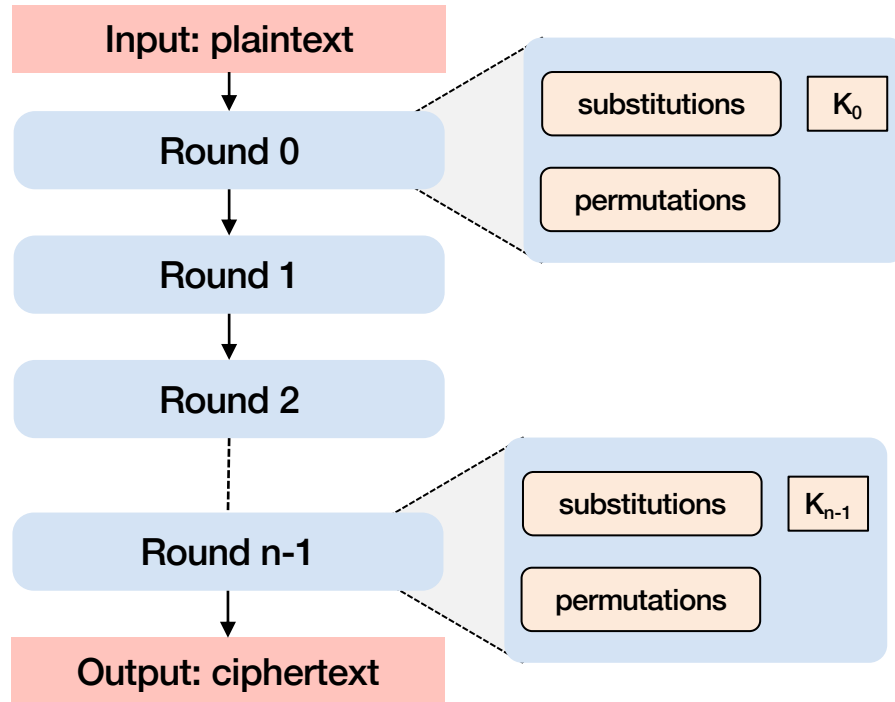 Input: plaintext
substitutions
K₀
Round 0
permutations
Round 1
Round 2
substitutions
Kₙ₋₁
Round n-1
permutations
Output: ciphertext